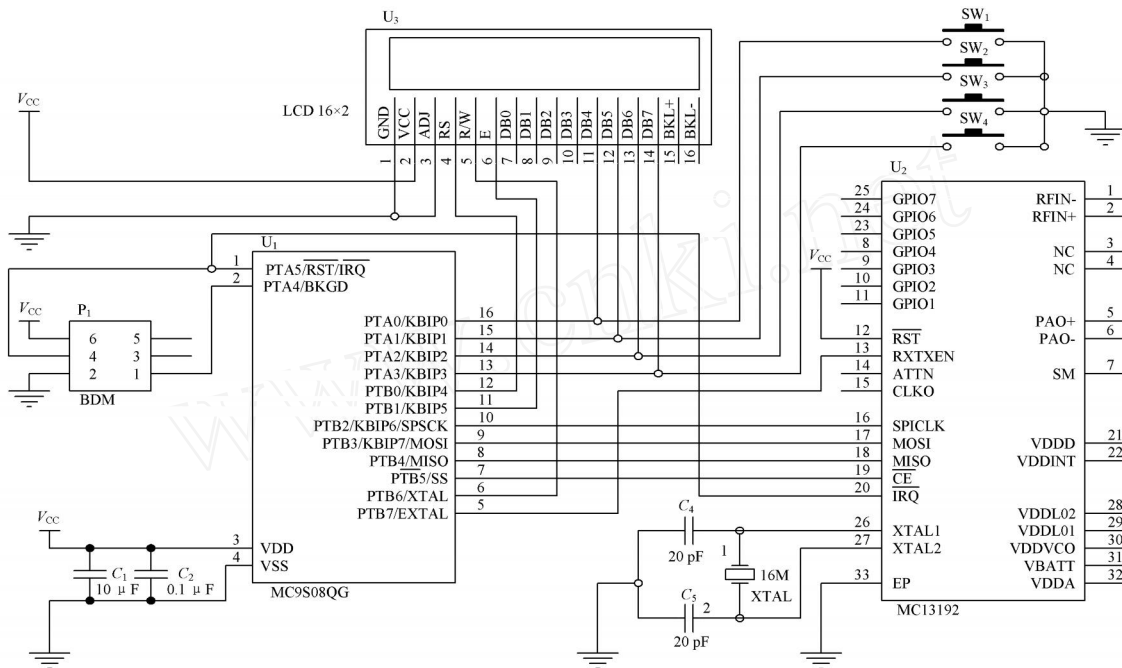 U3
LCD 16×2
GND
VCC
ADJ
RS
R/W
E
DB0
DB1
DB2
DB3
DB4
DB5
DB6
DB7
BKL+
BKL-
1
2
3
4
5
6
7
8
9
10
11
12
13
14
15
16
SW1
SW2
SW3
SW4
VCC
U1
1 PTA5/RST/IRQ
2 PTA4/BKGD
PTA0/KBIP0 16
PTA1/KBIP1 15
PTA2/KBIP2 14
PTA3/KBIP3 13
PTB0/KBIP4 12
PTB1/KBIP5 11
PTB2/KBIP6/SPSCK 10
PTB3/KBIP7/MOSI 9
PTB4/MISO 8
PTB5/SS 7
PTB6/XTAL 6
PTB7/EXTAL 5
3 VDD
4 VSS
MC9S08QG
VCC
P1
6 5
4 3
2 1
BDM
VCC
C1
10 μF
C2
0.1 μF
VCC
U2
25 GPIO7
24 GPIO6
23 GPIO5
8 GPIO4
9 GPIO3
10 GPIO2
11 GPIO1
12 RST
13 RXTXEN
14 ATTN
15 CLKO
16 SPICLK
17 MOSI
18 MISO
19 CE
20 IRQ
26 XTAL1
27 XTAL2
33 EP
RFIN- 1
RFIN+ 2
NC 3
NC 4
PAO+ 5
PAO- 6
SM 7
VDDD 21
VDDINT 22
VDDL02 28
VDDL01 29
VDDVCO 30
VBATT 31
VDDA 32
MC13192
C4
20 pF
1
16M
XTAL
2
C5
20 pF
www.cnki.net